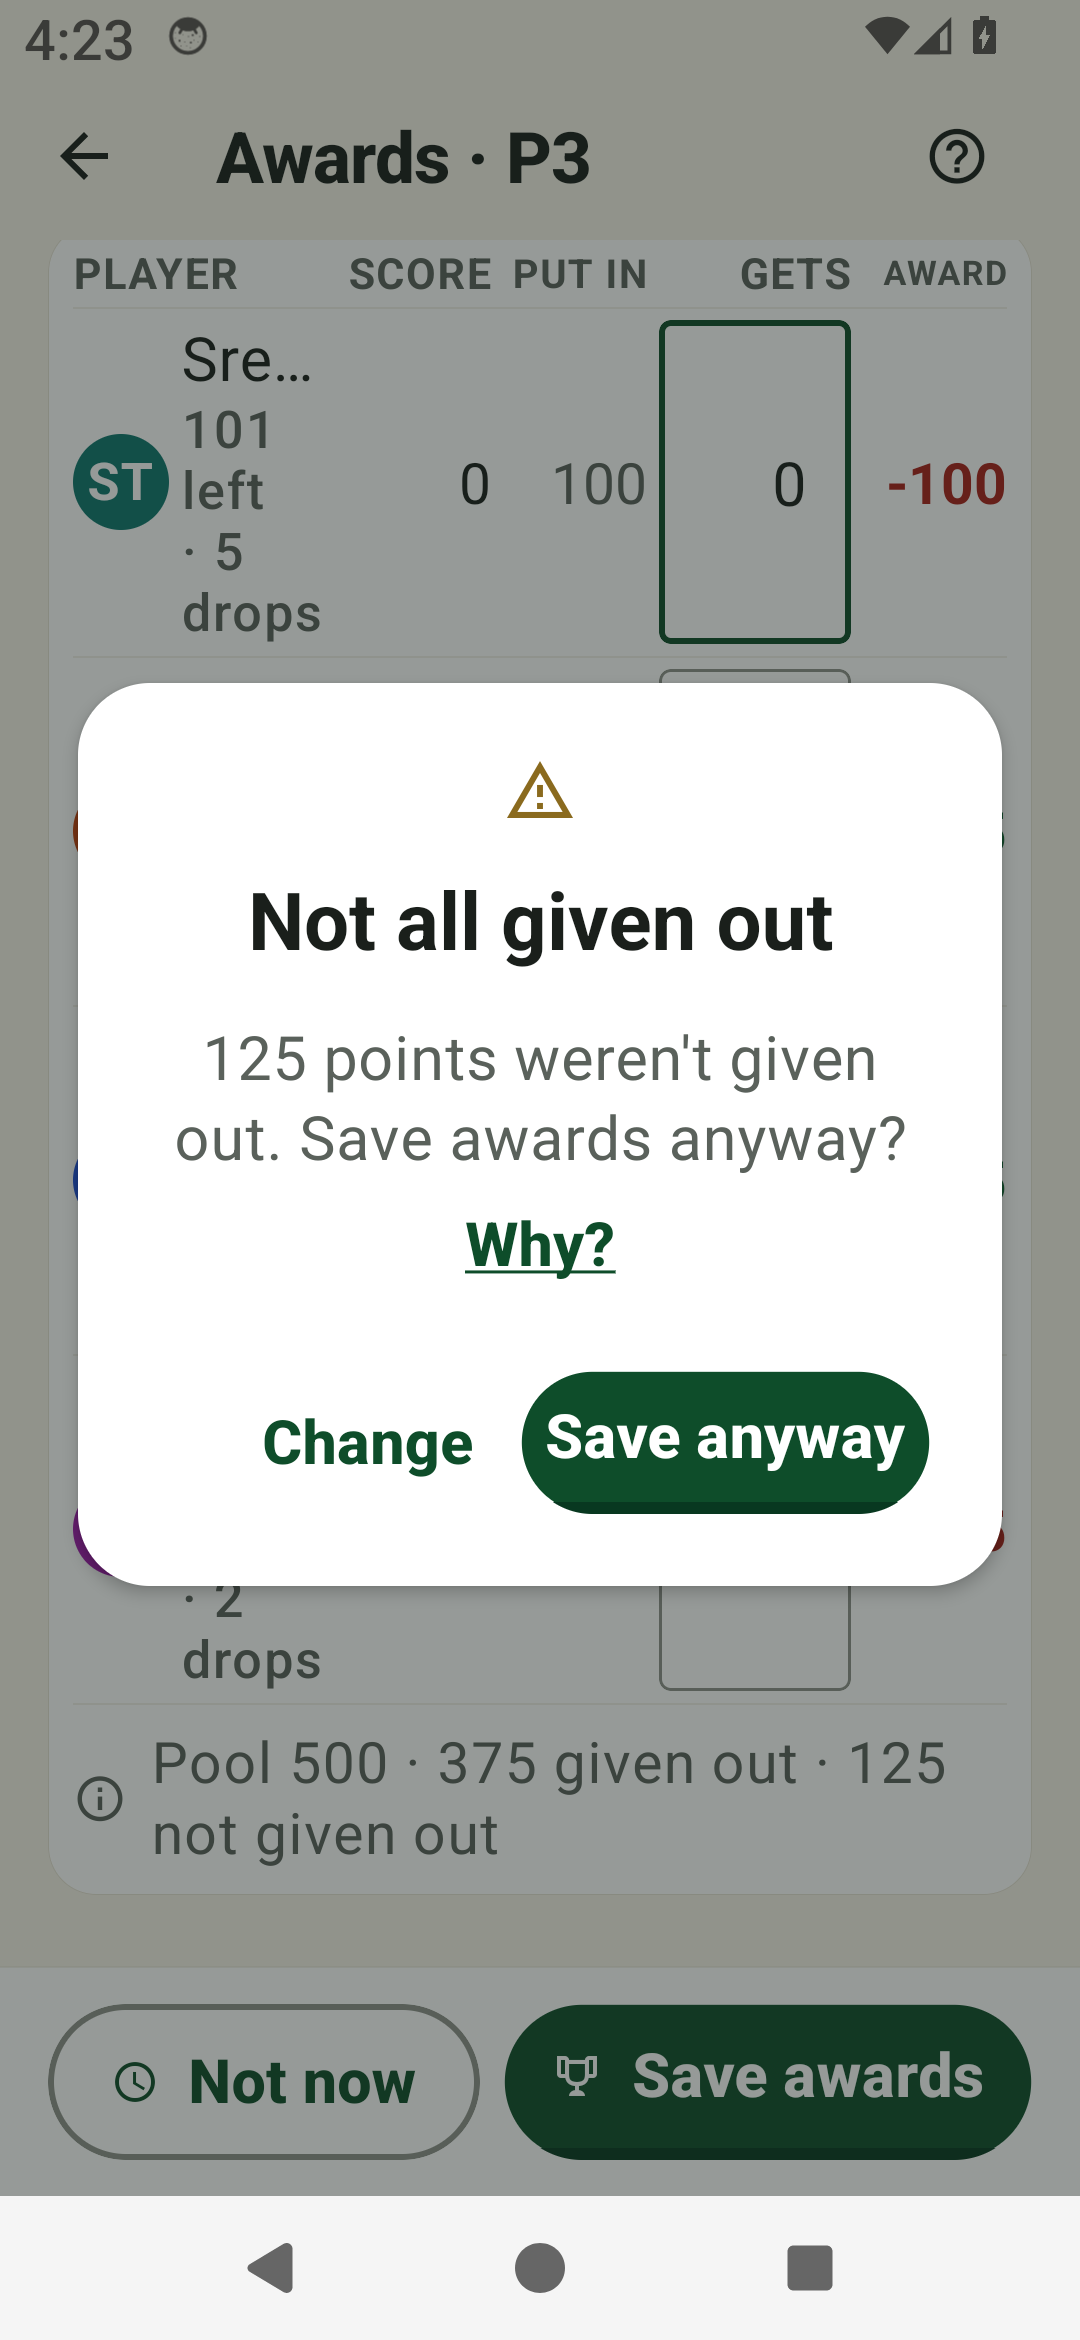 4:23
Awards · P3
PLAYER SCORE PUT IN GETS AWARD
Sre...
101
left
· 5
drops
ST 0 100 0 -100
Not all given out
125 points weren't given
out. Save awards anyway?
Why?
Change Save anyway
· 2
drops
Pool 500 · 375 given out · 125
not given out
Not now Save awards